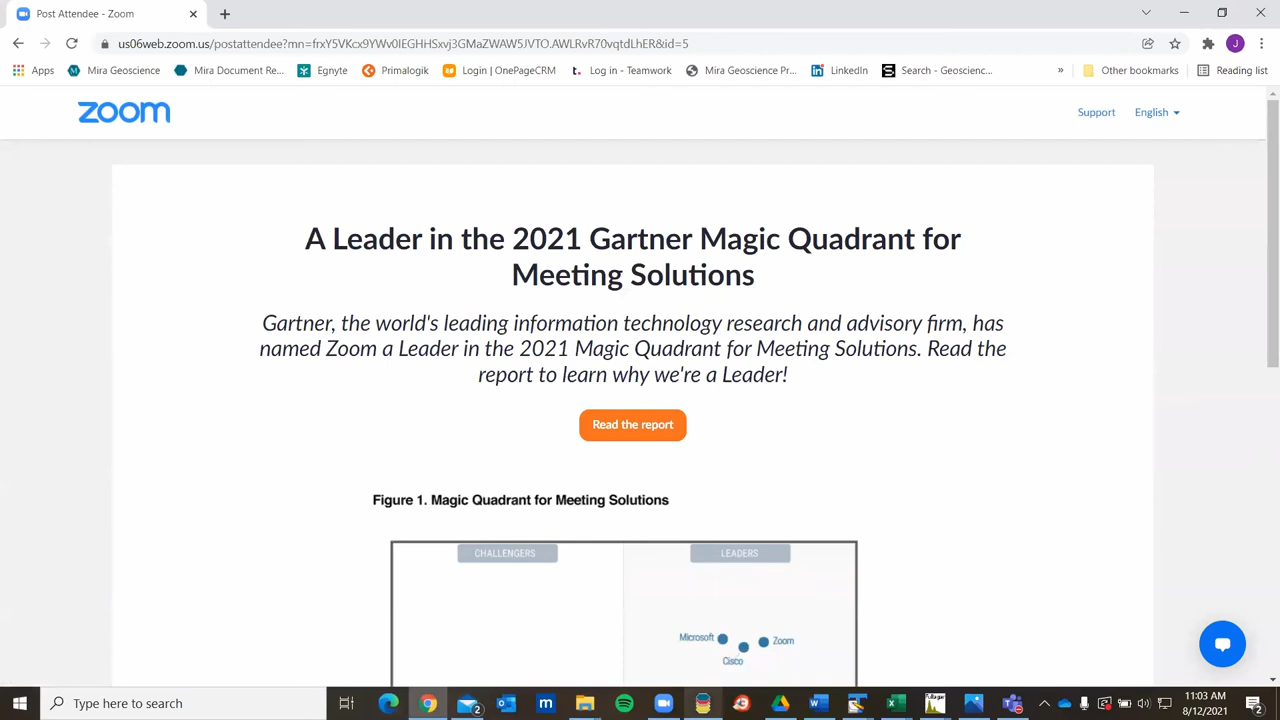 Post Attendee - Zoom
us06web.zoom.us/postattendee?mn=frxY5VKcx9YWv0IEGHHSxvj3GMaZWAW5JVTO.AWLRvR70vqtdLhER&id=5
J
Apps Mira Geoscience Mira Document Re... Egnyte Primalogik Login | OnePageCRM Log in - Teamwork Mira Geoscience Pr... LinkedIn Search - Geoscienc... » Other bookmarks Reading list
zoom
Support English
A Leader in the 2021 Gartner Magic Quadrant for
Meeting Solutions
Gartner, the world's leading information technology research and advisory firm, has
named Zoom a Leader in the 2021 Magic Quadrant for Meeting Solutions. Read the
report to learn why we're a Leader!
Read the report
Figure 1. Magic Quadrant for Meeting Solutions
CHALLENGERS LEADERS
Microsoft Zoom
Cisco
Type here to search
11:03 AM
8/12/2021